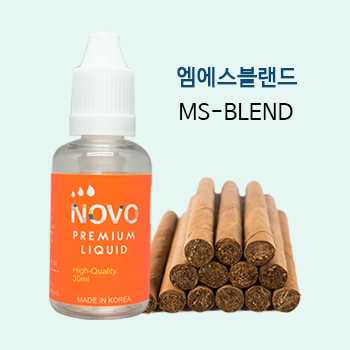 엠에스블랜드
MS-BLEND
NOVO
PREMIUM
LIQUID
High-Quality
30ml
MADE IN KOREA